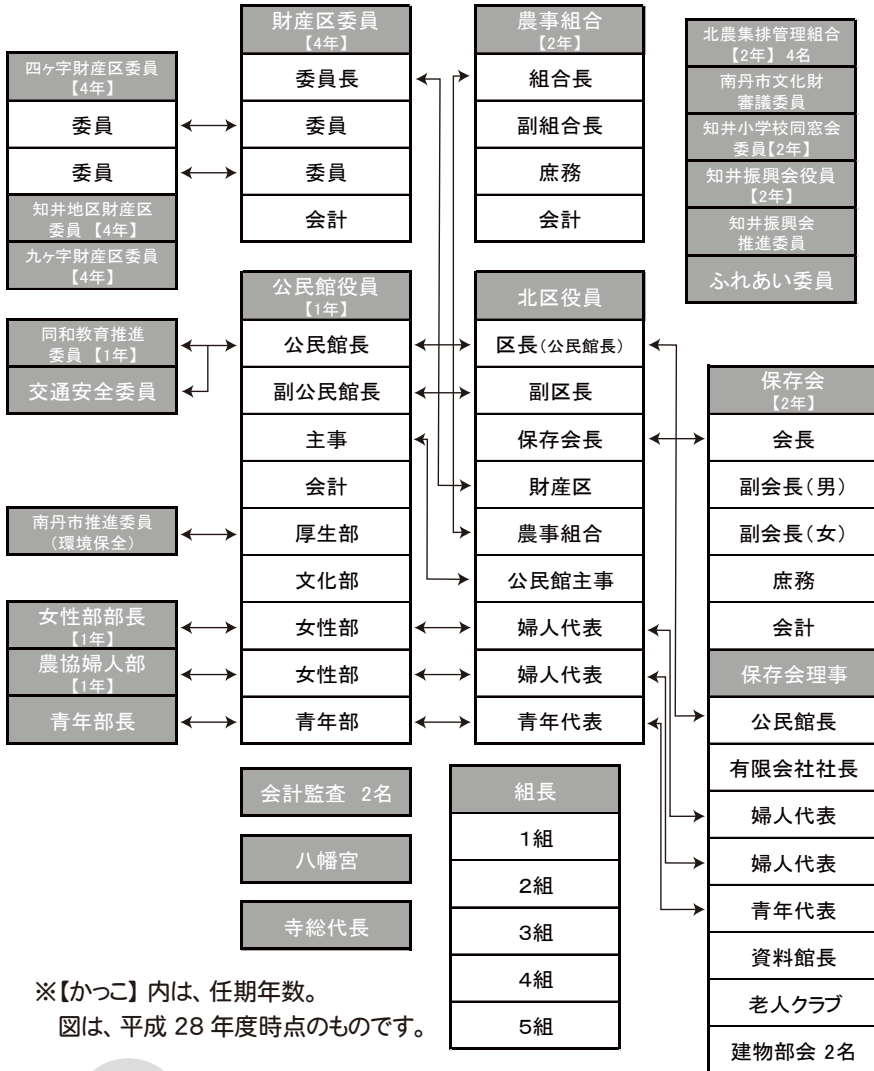 四ヶ字財産区委員
【4年】
委員
委員
知井地区財産区
委員 【4年】
九ヶ字財産区委員
【4年】
財産区委員
【4年】
委員長
委員
委員
会計
農事組合
【2年】
組合長
副組合長
庶務
会計
北農集排管理組合
【2年】 4名
南丹市文化財
審議委員
知井小学校同窓会
委員【2年】
知井振興会役員
【2年】
知井振興会
推進委員
ふれあい委員
同和教育推進
委員 【1年】
交通安全委員
南丹市推進委員
(環境保全)
女性部部長
【1年】
農協婦人部
【1年】
青年部長
公民館役員
【1年】
公民館長
副公民館長
主事
会計
厚生部
文化部
女性部
女性部
青年部
北区役員
区長(公民館長)
副区長
保存会長
財産区
農事組合
公民館主事
婦人代表
婦人代表
青年代表
保存会
【2年】
会長
副会長(男)
副会長(女)
庶務
会計
保存会理事
公民館長
有限会社社長
婦人代表
婦人代表
青年代表
資料館長
老人クラブ
建物部会 2名
会計監査 2名
八幡宮
寺総代長
組長
1組
2組
3組
4組
5組
※【かっこ】内は、任期年数。
図は、平成 28 年度時点のものです。